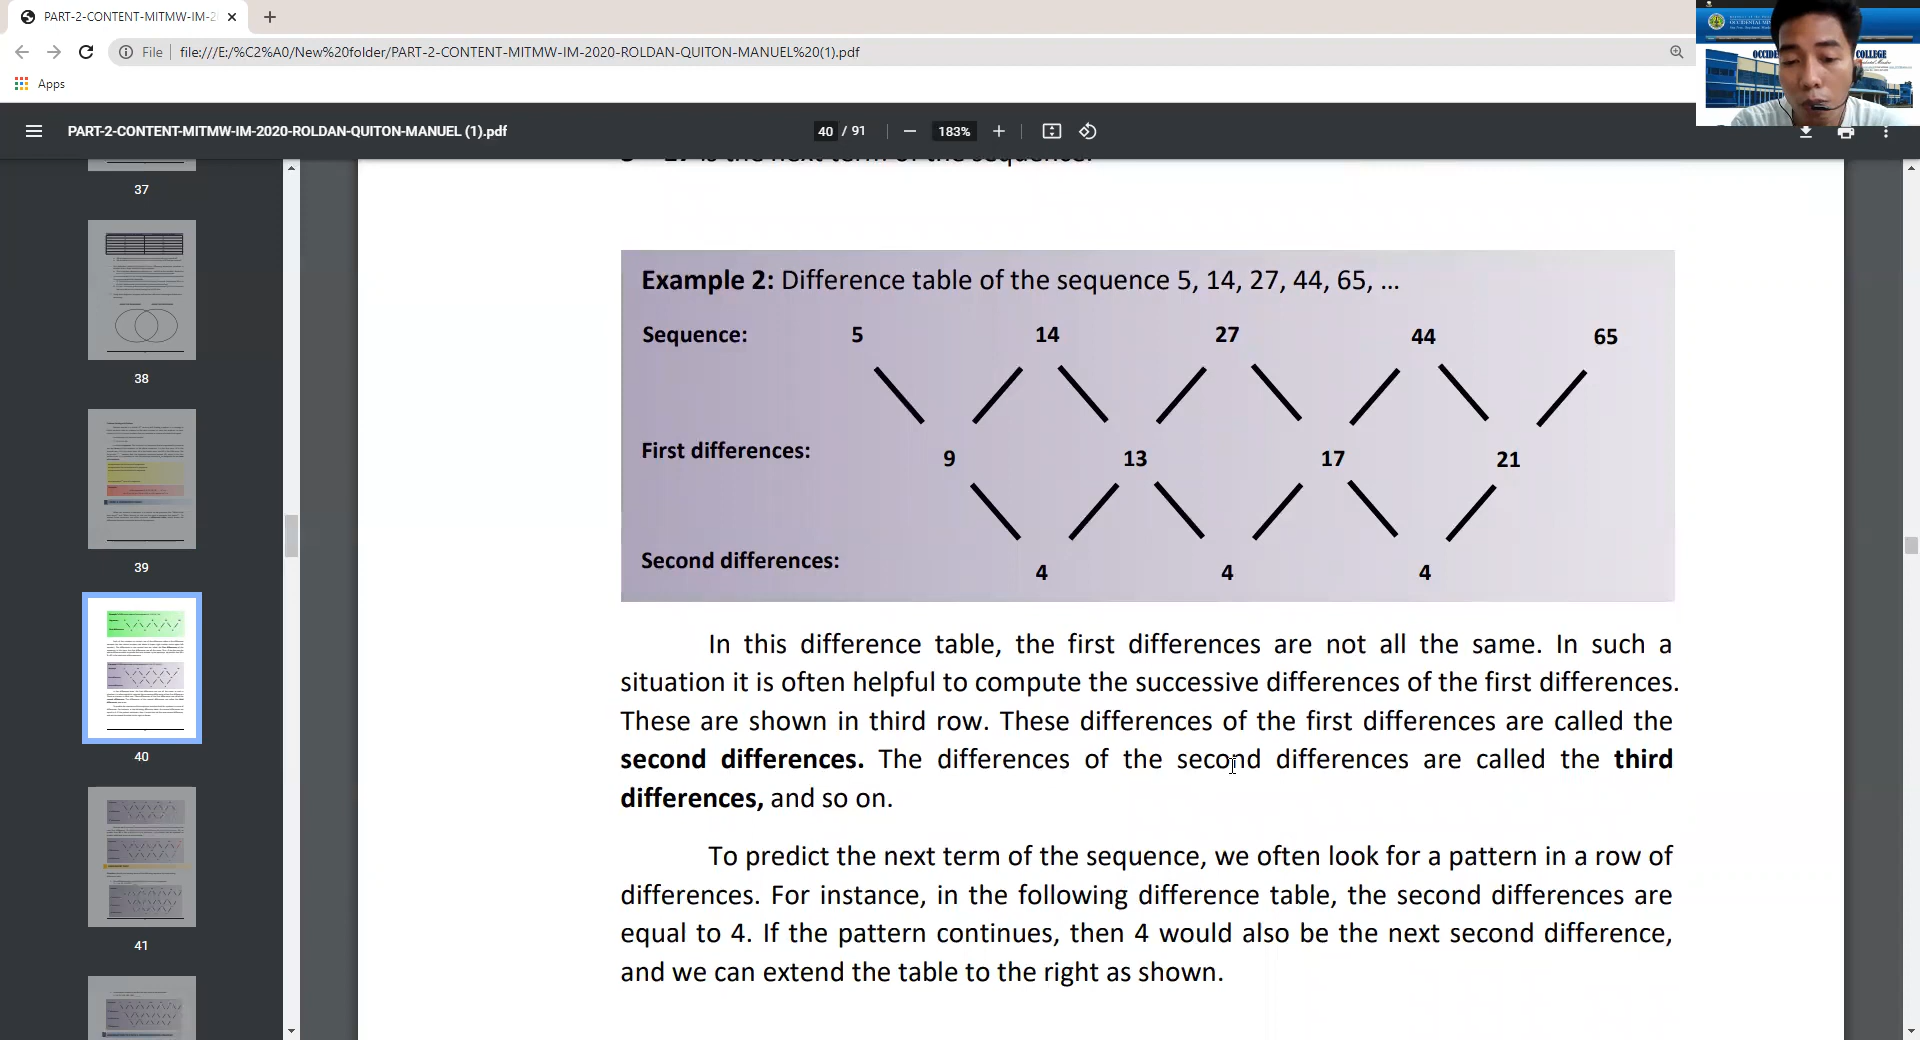 PART-2-CONTENT-MITMW-IM-2
File file:///E:/%C2%A0/New%20folder/PART-2-CONTENT-MITMW-IM-2020-ROLDAN-QUITON-MANUEL%20(1).pdf
Apps
OCCIDE COLLEGE
PART-2-CONTENT-MITMW-IM-2020-ROLDAN-QUITON-MANUEL (1).pdf
40 / 91
183%
37
38
39
40
41
is the next term of the sequence.
Example 2: Difference table of the sequence 5, 14, 27, 44, 65, ...
Sequence: 5 14 27 44 65
First differences: 9 13 17 21
Second differences: 4 4 4
In this difference table, the first differences are not all the same. In such a
situation it is often helpful to compute the successive differences of the first differences.
These are shown in third row. These differences of the first differences are called the
second differences. The differences of the second differences are called the third
differences, and so on.
To predict the next term of the sequence, we often look for a pattern in a row of
differences. For instance, in the following difference table, the second differences are
equal to 4. If the pattern continues, then 4 would also be the next second difference,
and we can extend the table to the right as shown.